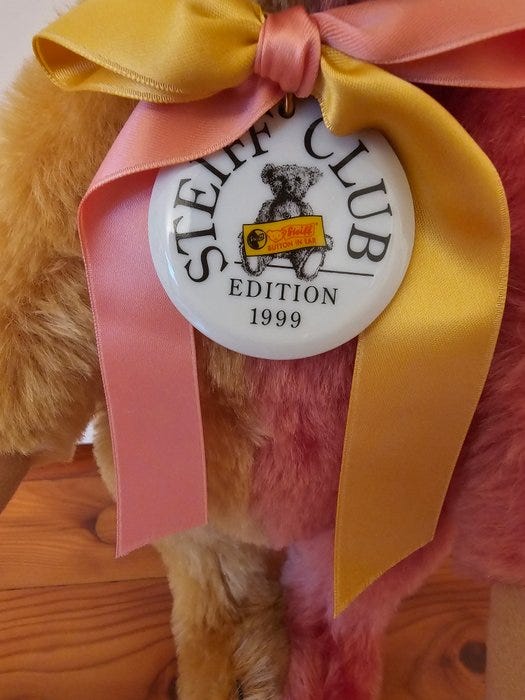 STEIFF CLUB
Steiff
BUTTON IN EAR
EDITION
1999